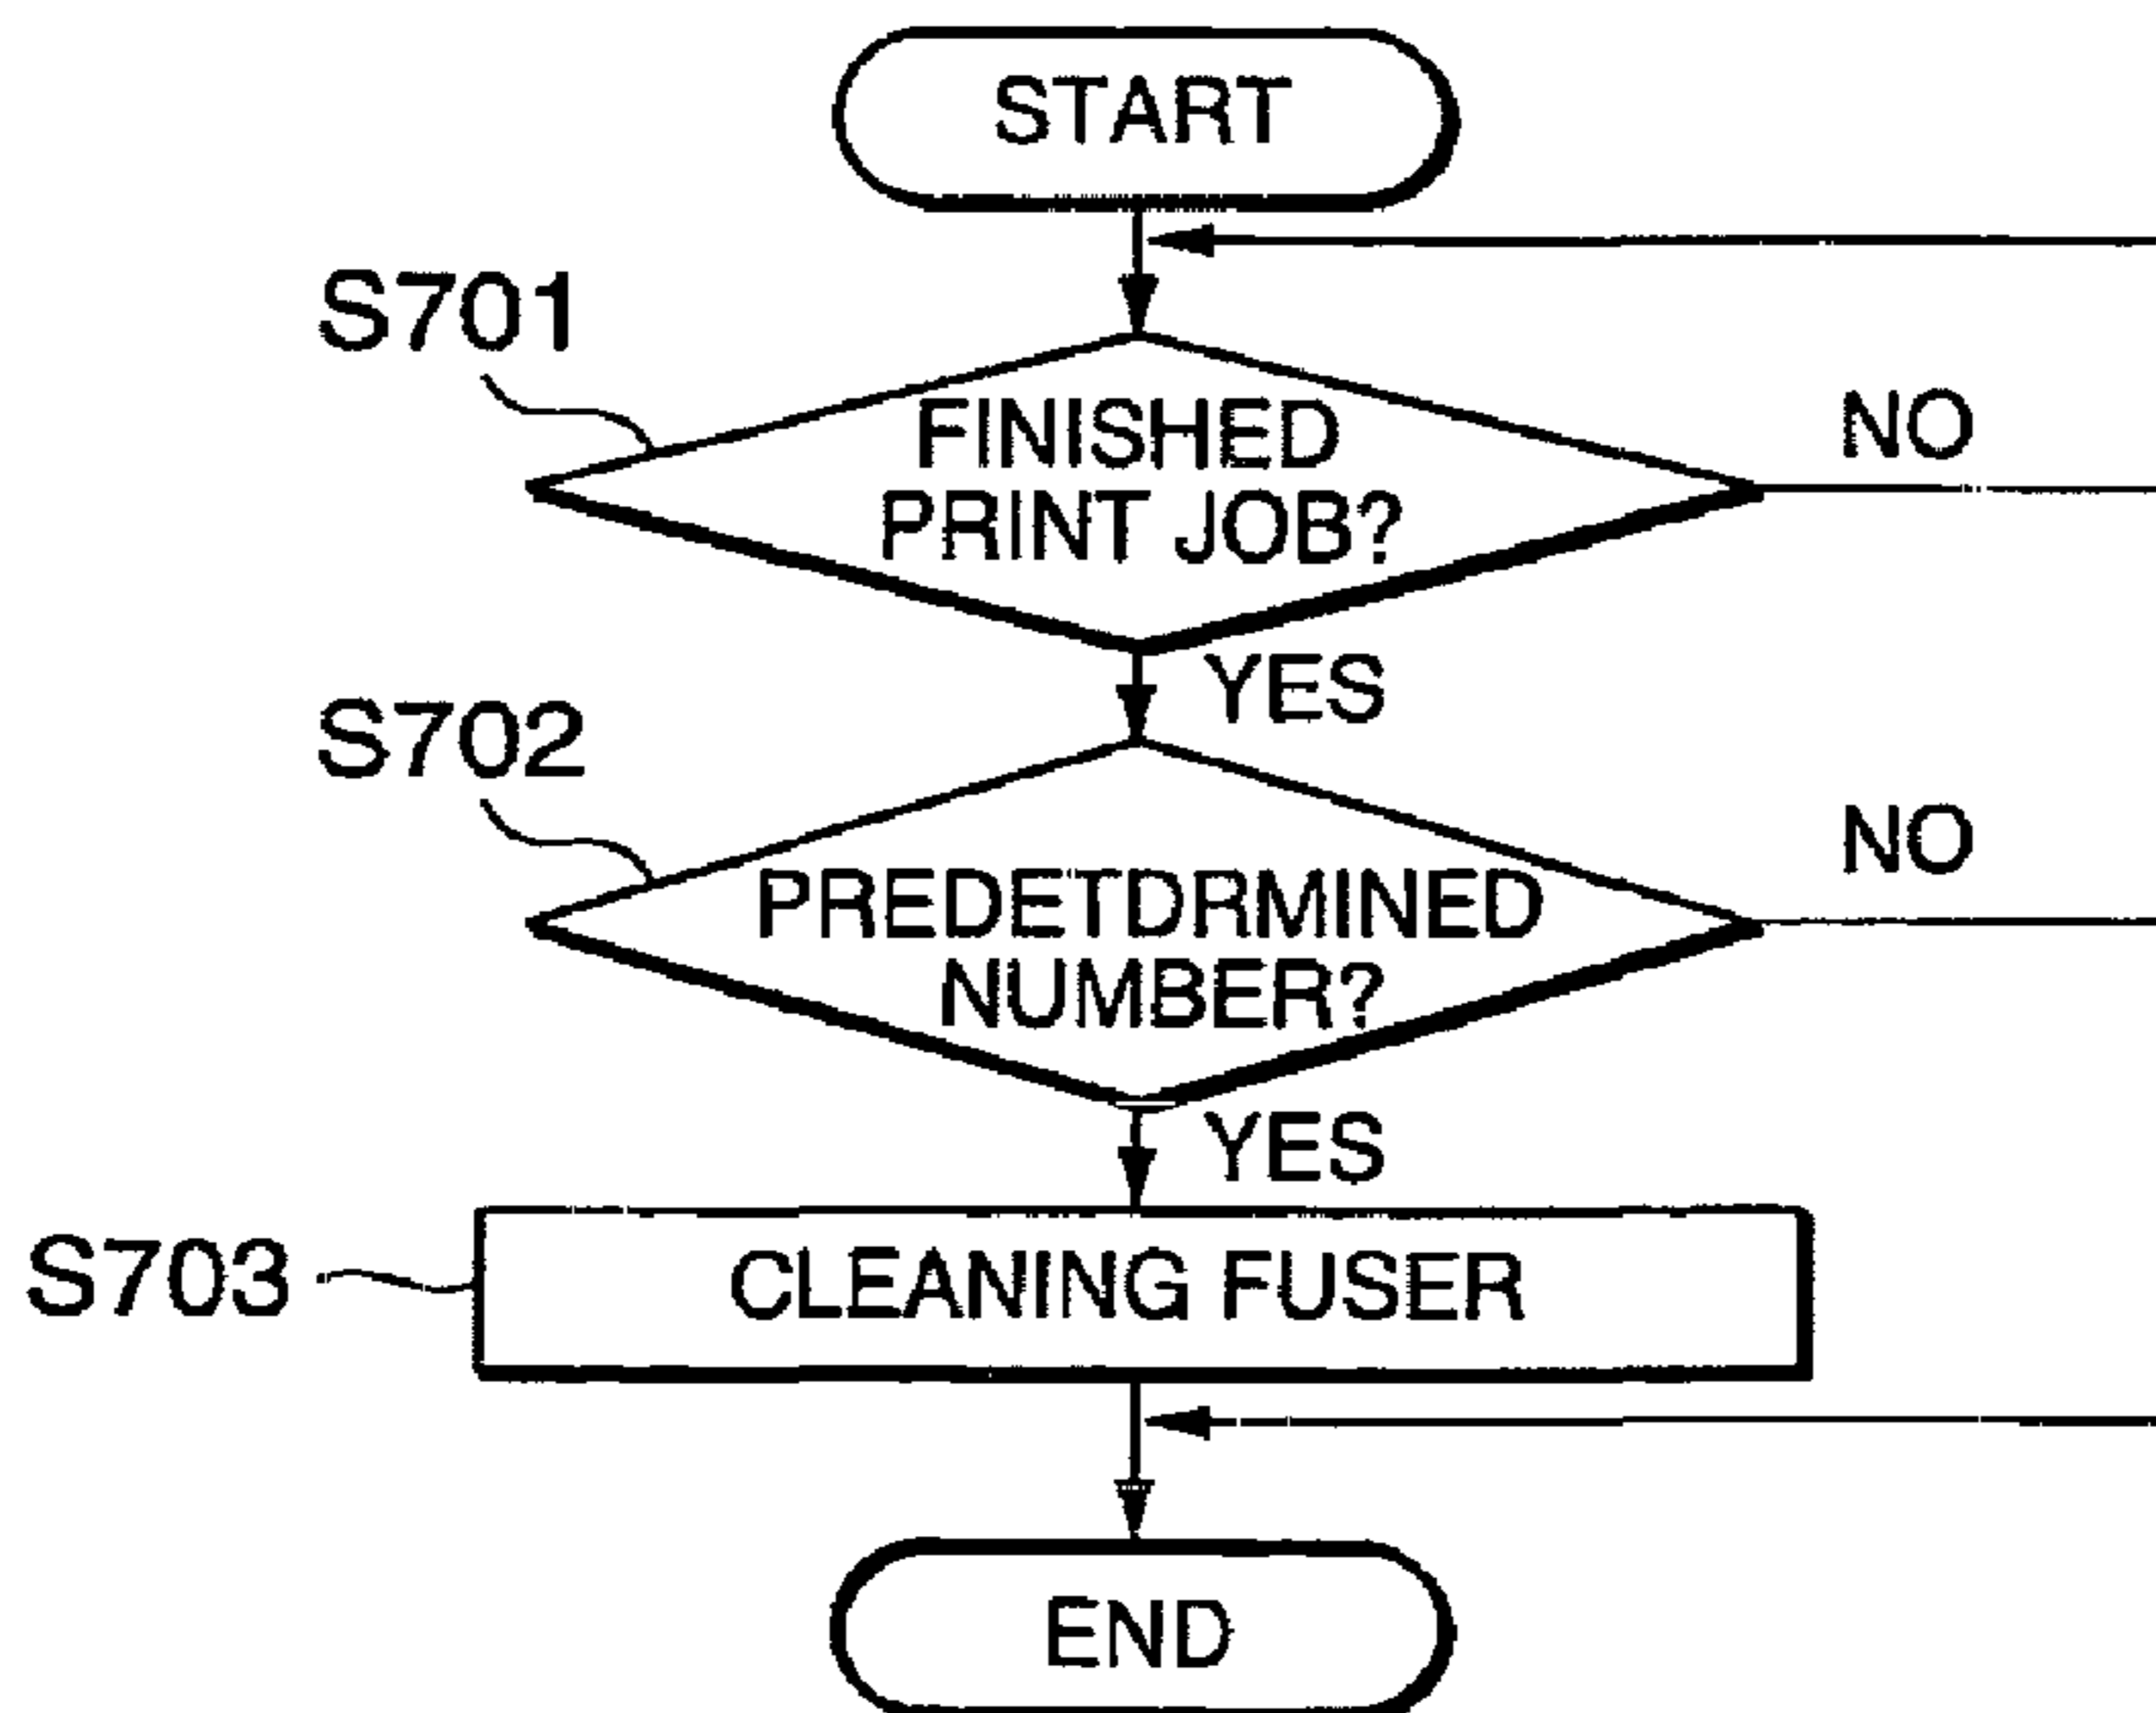 START
S701
FINISHED
PRINT JOB?
NO
YES
S702
PREDETDRMINED
NUMBER?
NO
YES
S703
CLEANING FUSER
END